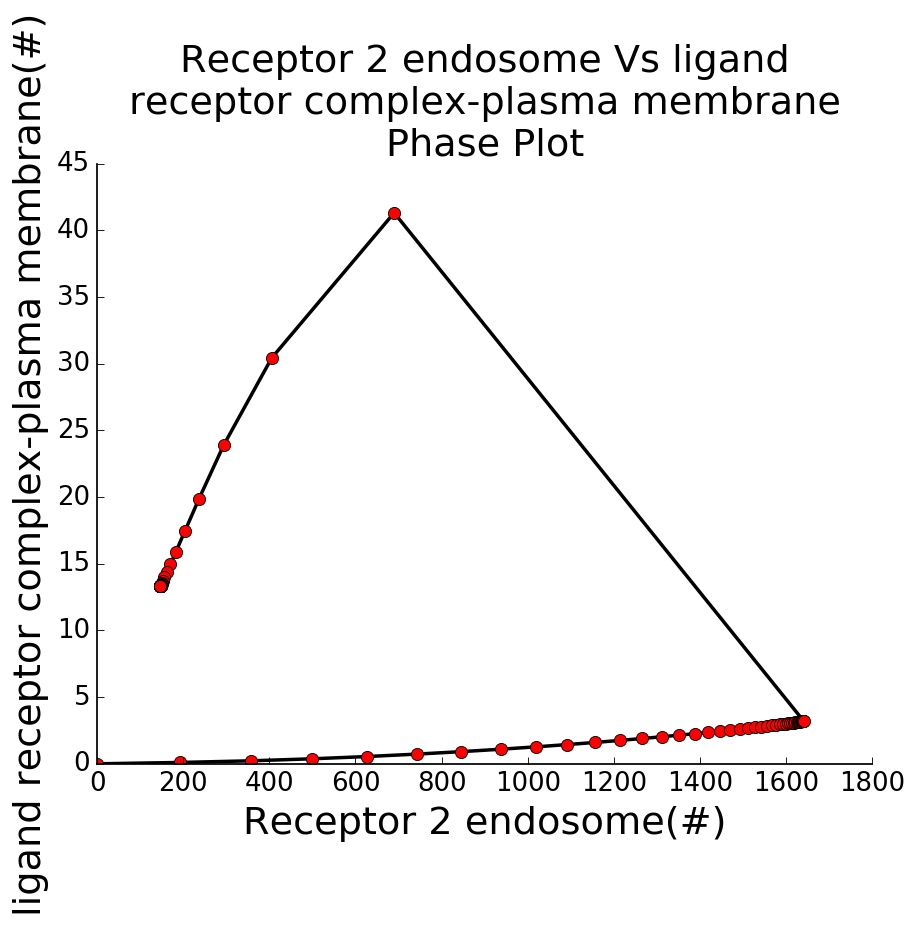 Receptor 2 endosome Vs ligand
receptor complex-plasma membrane
Phase Plot
ligand receptor complex-plasma membrane(#)
45
40
35
30
25
20
15
10
5
0
0 200 400 600 800 1000 1200 1400 1600 1800
Receptor 2 endosome(#)